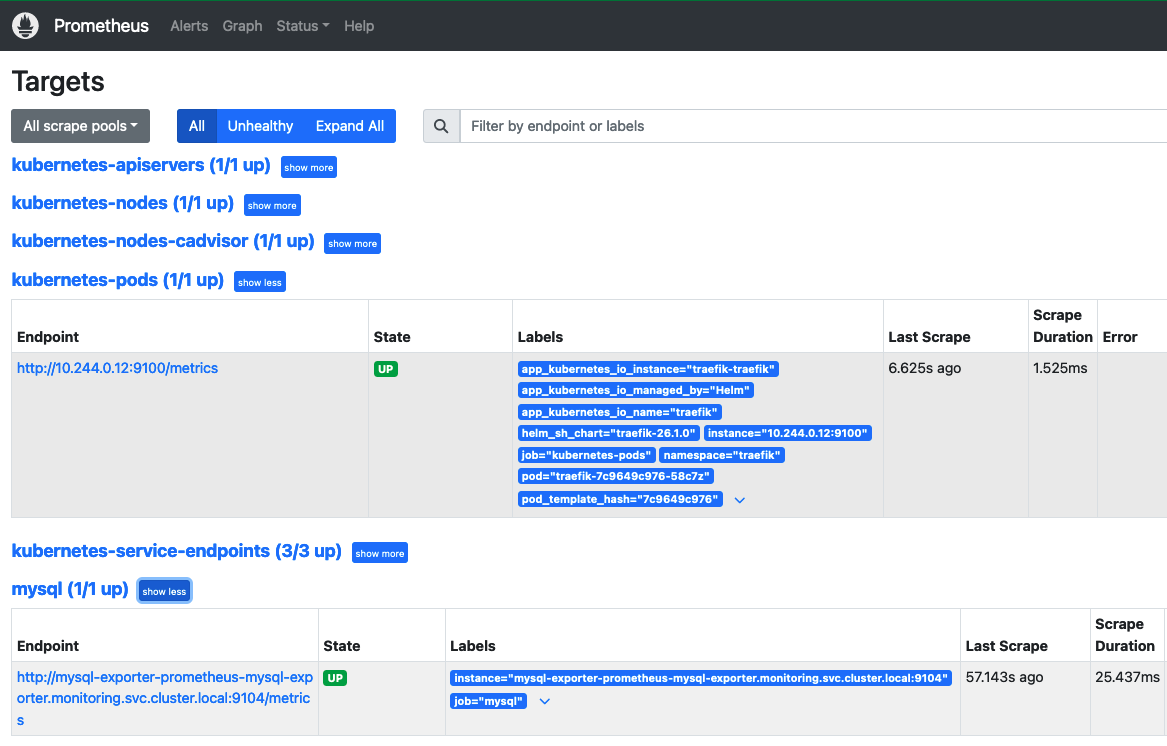 Prometheus Alerts Graph Status Help
Targets
All scrape pools All Unhealthy Expand All Filter by endpoint or labels
kubernetes-apiservers (1/1 up) show more
kubernetes-nodes (1/1 up) show more
kubernetes-nodes-cadvisor (1/1 up) show more
kubernetes-pods (1/1 up) show less
Endpoint State Labels Last Scrape Scrape Duration Error
http://10.244.0.12:9100/metrics UP app_kubernetes_io_instance="traefik-traefik" 6.625s ago 1.525ms
app_kubernetes_io_managed_by="Helm"
app_kubernetes_io_name="traefik"
helm_sh_chart="traefik-26.1.0" instance="10.244.0.12:9100"
job="kubernetes-pods" namespace="traefik"
pod="traefik-7c9649c976-58c7z"
pod_template_hash="7c9649c976"
kubernetes-service-endpoints (3/3 up) show more
mysql (1/1 up) show less
Endpoint State Labels Last Scrape Scrape Duration
http://mysql-exporter-prometheus-mysql-exp UP instance="mysql-exporter-prometheus-mysql-exporter.monitoring.svc.cluster.local:9104" 57.143s ago 25.437ms
orter.monitoring.svc.cluster.local:9104/metric job="mysql"
s